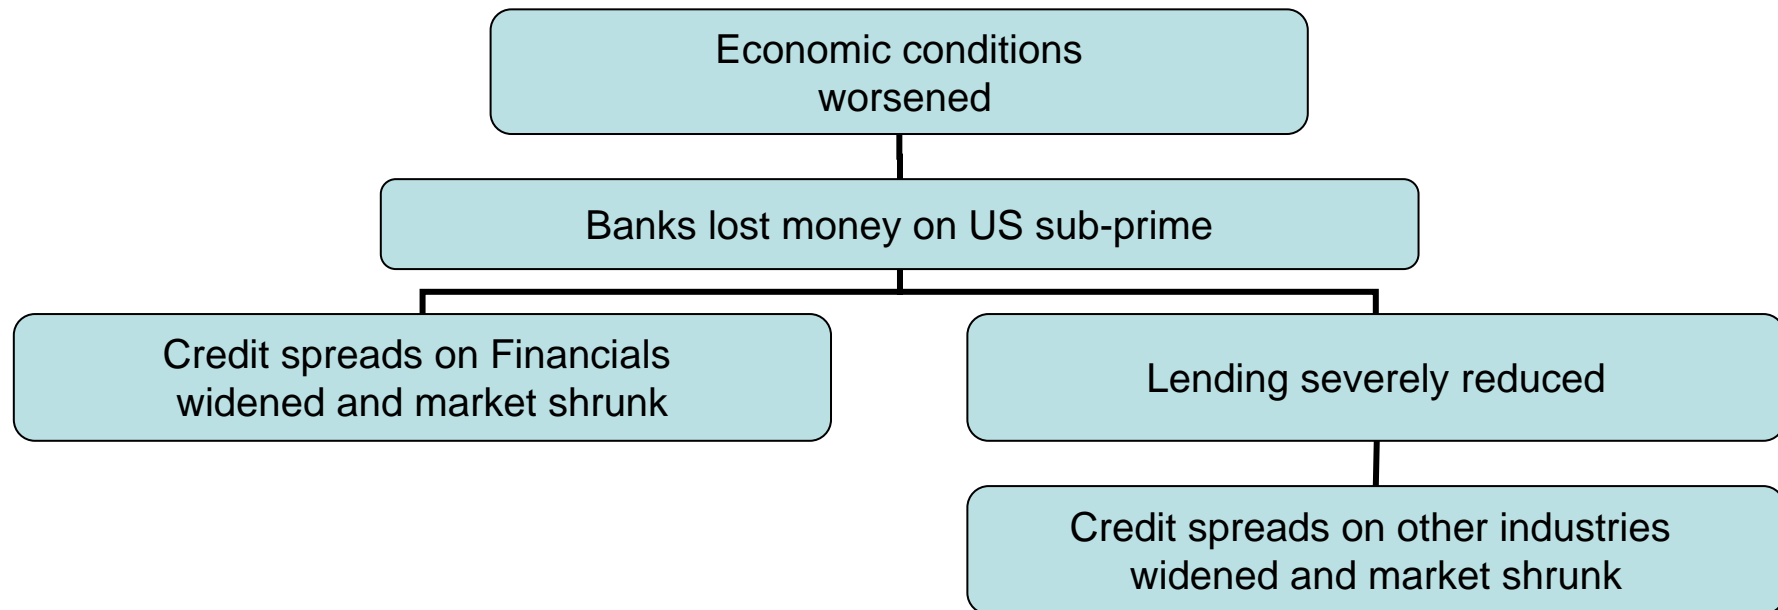 Economic conditions
worsened
Banks lost money on US sub-prime
Credit spreads on Financials
widened and market shrunk
Lending severely reduced
Credit spreads on other industries
widened and market shrunk